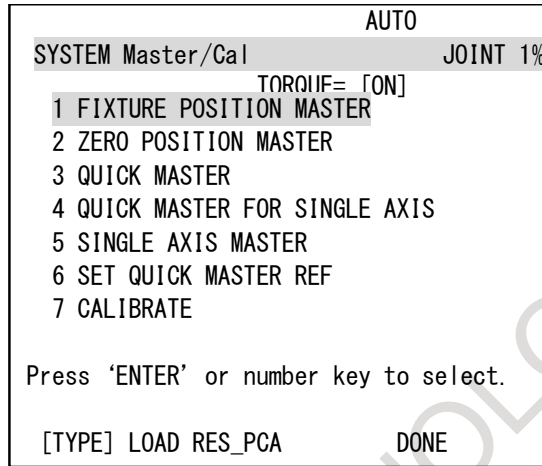 AUTO
SYSTEM Master/Cal JOINT 1%
TORQUE= [ON]
1 FIXTURE POSITION MASTER
2 ZERO POSITION MASTER
3 QUICK MASTER
4 QUICK MASTER FOR SINGLE AXIS
5 SINGLE AXIS MASTER
6 SET QUICK MASTER REF
7 CALIBRATE
Press ‘ENTER’ or number key to select.
[TYPE] LOAD RES_PCA DONE